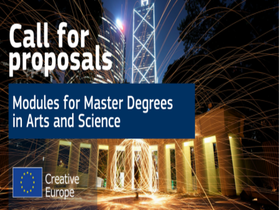 Call for
proposals
Modules for Master Degrees
in Arts and Science
Creative
Europe